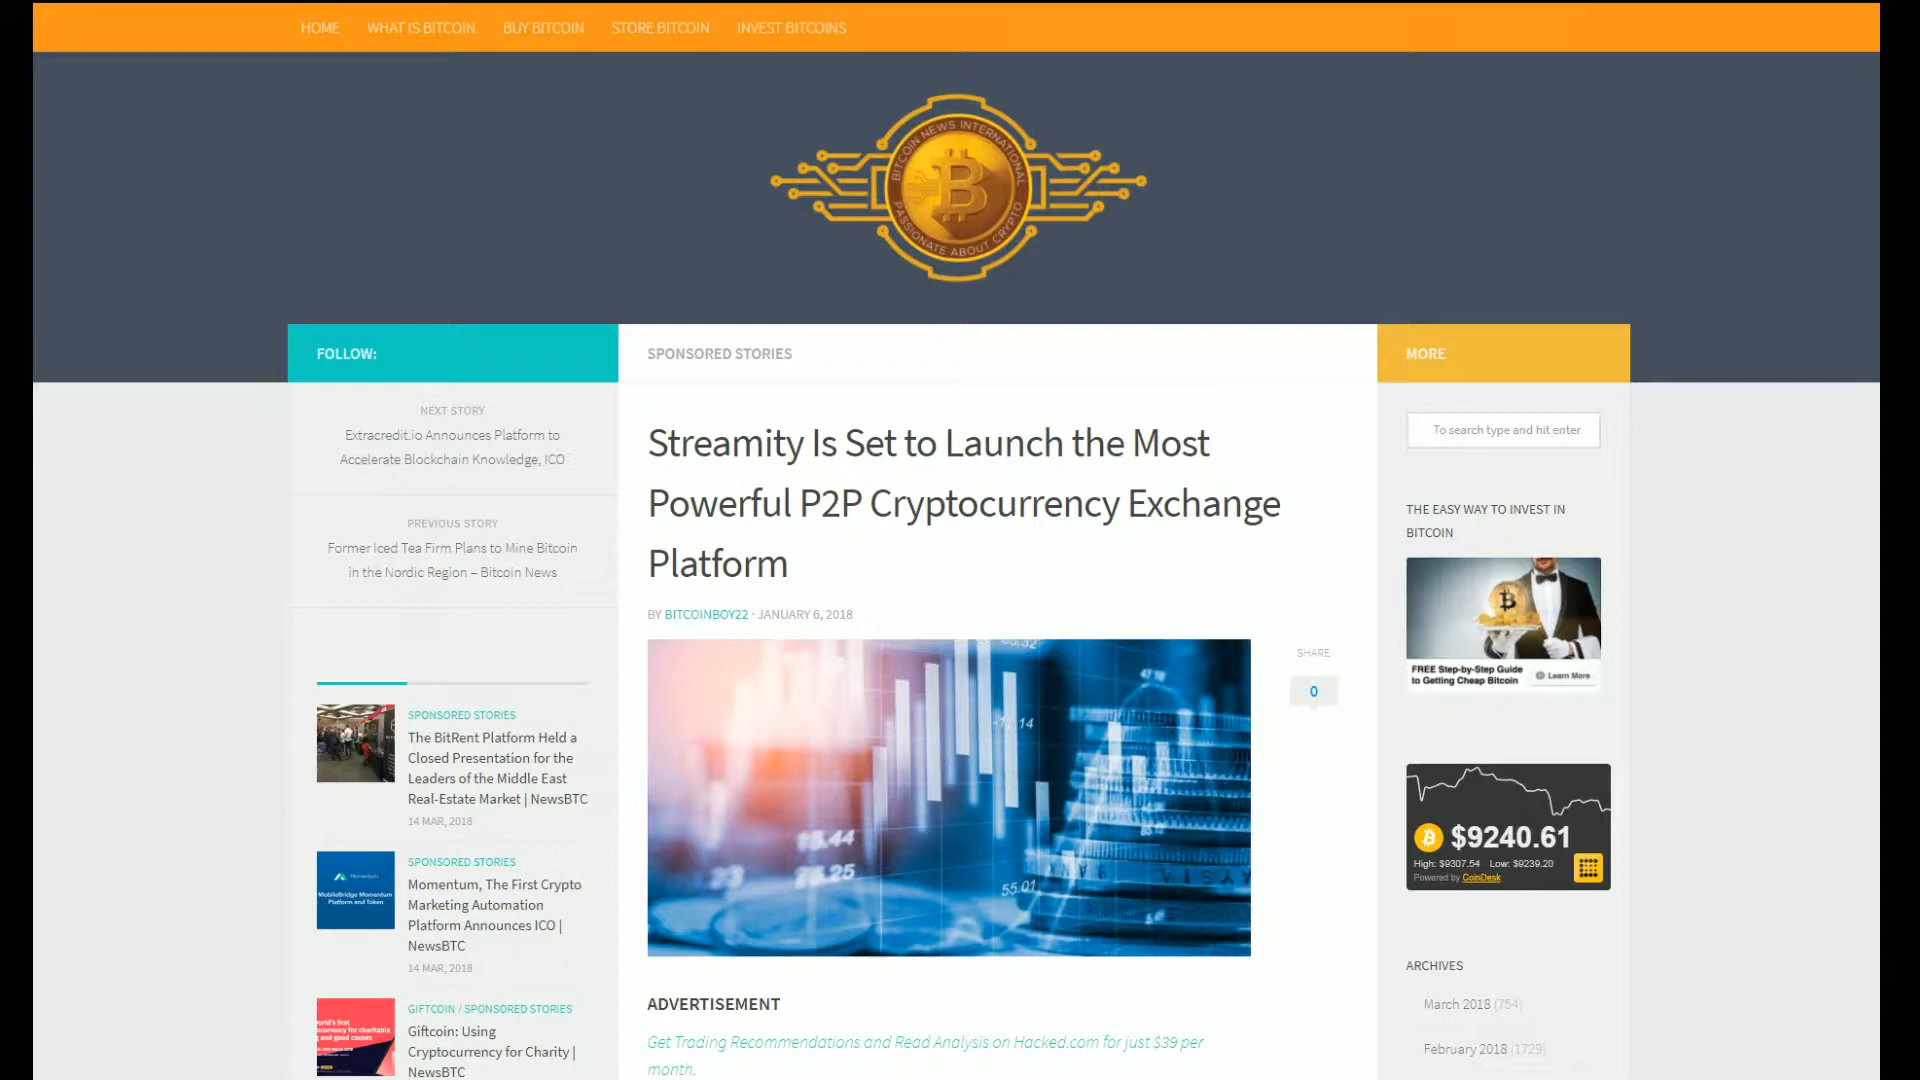 HOME WHAT IS BITCOIN BUY BITCOIN STORE BITCOIN INVEST BITCOINS
BITCOIN NEWS INTERNATIONAL
PASSIONATE ABOUT CRYPTO
FOLLOW:
NEXT STORY
Extracredit.io Announces Platform to
Accelerate Blockchain Knowledge, ICO
PREVIOUS STORY
Former Iced Tea Firm Plans to Mine Bitcoin
in the Nordic Region – Bitcoin News
SPONSORED STORIES
The BitRent Platform Held a
Closed Presentation for the
Leaders of the Middle East
Real-Estate Market | NewsBTC
14 MAR, 2018
Momentum
MobileBridge Momentum
Platform and Token
SPONSORED STORIES
Momentum, The First Crypto
Marketing Automation
Platform Announces ICO |
NewsBTC
14 MAR, 2018
GIFTCOIN / SPONSORED STORIES
Giftcoin: Using
Cryptocurrency for Charity |
NewsBTC
SPONSORED STORIES
Streamity Is Set to Launch the Most
Powerful P2P Cryptocurrency Exchange
Platform
BY BITCOINBOY22 · JANUARY 6, 2018
SHARE
0
55.01
ADVERTISEMENT
Get Trading Recommendations and Read Analysis on Hacked.com for just $39 per
month.
MORE
To search type and hit enter
THE EASY WAY TO INVEST IN
BITCOIN
FREE Step-by-Step Guide
to Getting Cheap Bitcoin
Learn More
$9240.61
High: $9307.54 Low: $9239.20
Powered by CoinDesk
ARCHIVES
March 2018 (754)
February 2018 (1729)